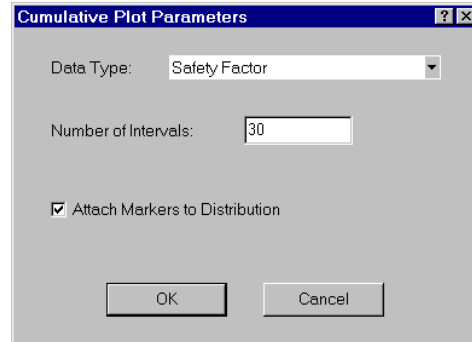 Cumulative Plot Parameters
Data Type: Safety Factor
Number of Intervals: 30
Attach Markers to Distribution
OK Cancel